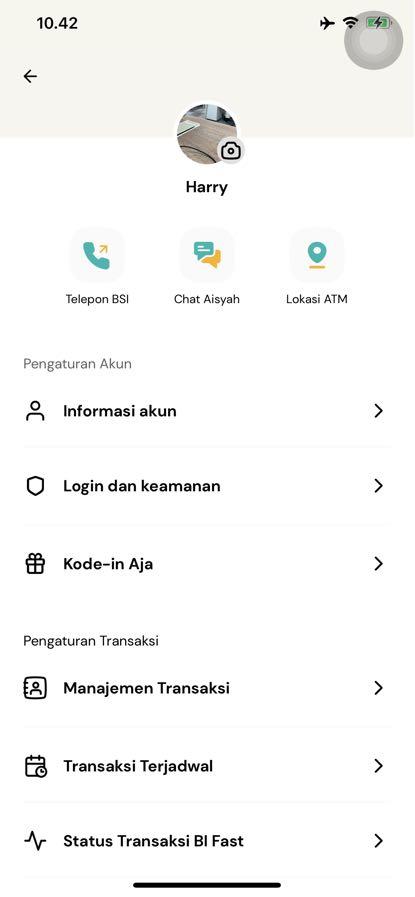 10.42
Harry
Telepon BSI
Chat Aisyah
Lokasi ATM
Pengaturan Akun
Informasi akun
Login dan keamanan
Kode-in Aja
Pengaturan Transaksi
Manajemen Transaksi
Transaksi Terjadwal
Status Transaksi BI Fast